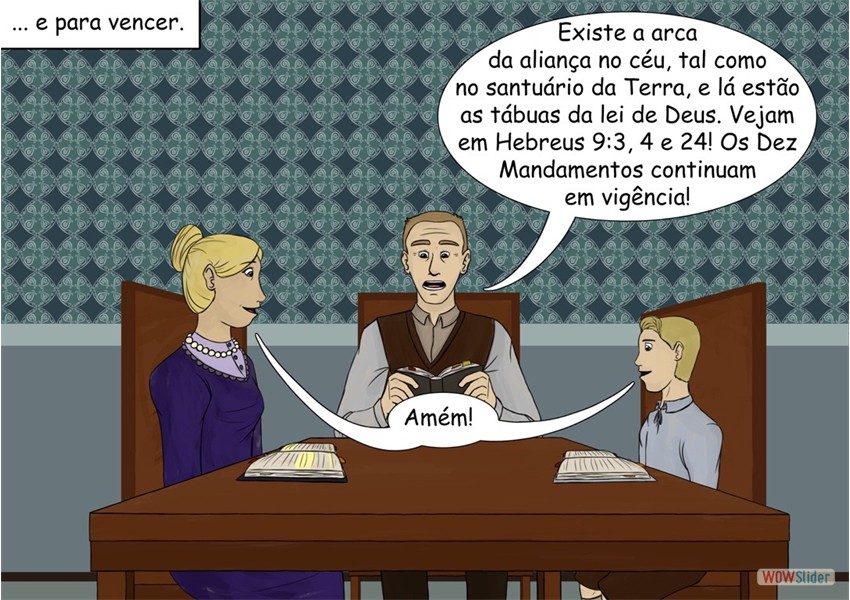 ... e para vencer.
Existe a arca
da aliança no céu, tal como
no santuário da Terra, e lá estão
as tábuas da lei de Deus. Vejam
em Hebreus 9:3, 4 e 24! Os Dez
Mandamentos continuam
em vigência!
Amém!
WOWSlider